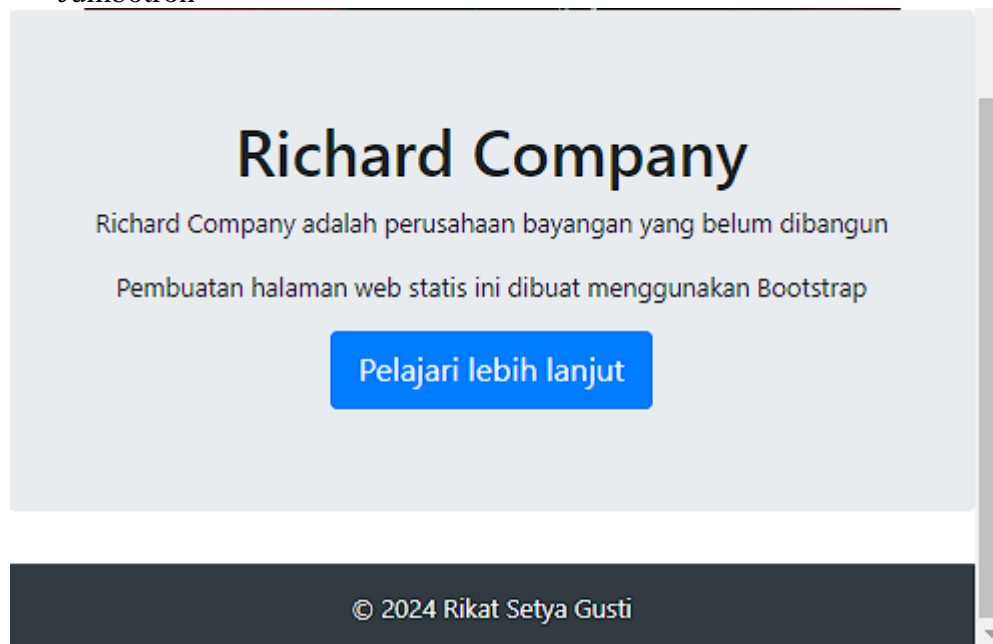 Jumbotron
Richard Company
Richard Company adalah perusahaan bayangan yang belum dibangun
Pembuatan halaman web statis ini dibuat menggunakan Bootstrap
Pelajari lebih lanjut
© 2024 Rikat Setya Gusti